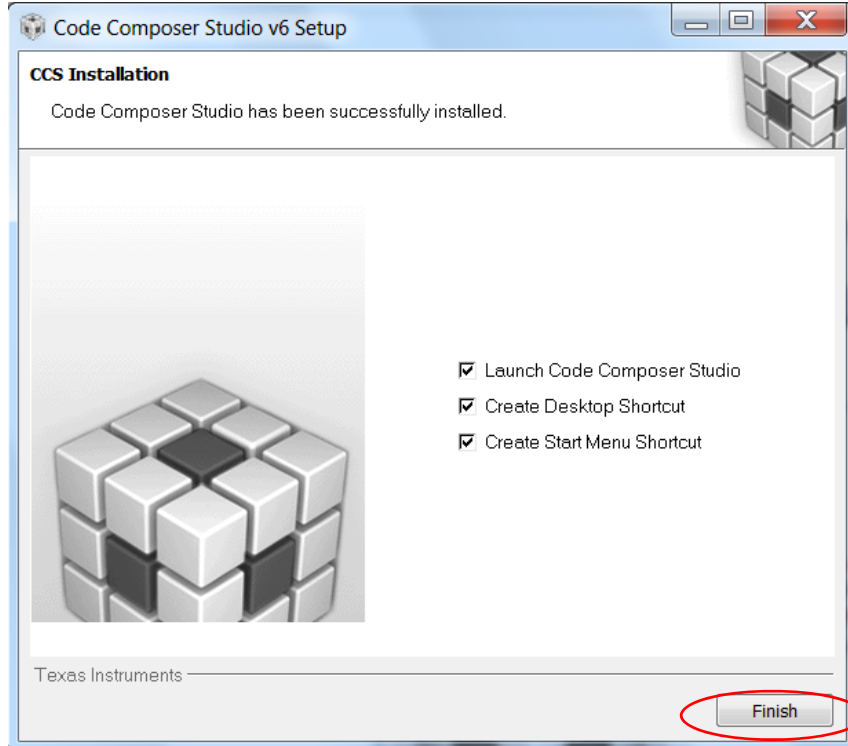 Code Composer Studio v6 Setup
CCS Installation
Code Composer Studio has been successfully installed.
Launch Code Composer Studio
Create Desktop Shortcut
Create Start Menu Shortcut
Texas Instruments
Finish